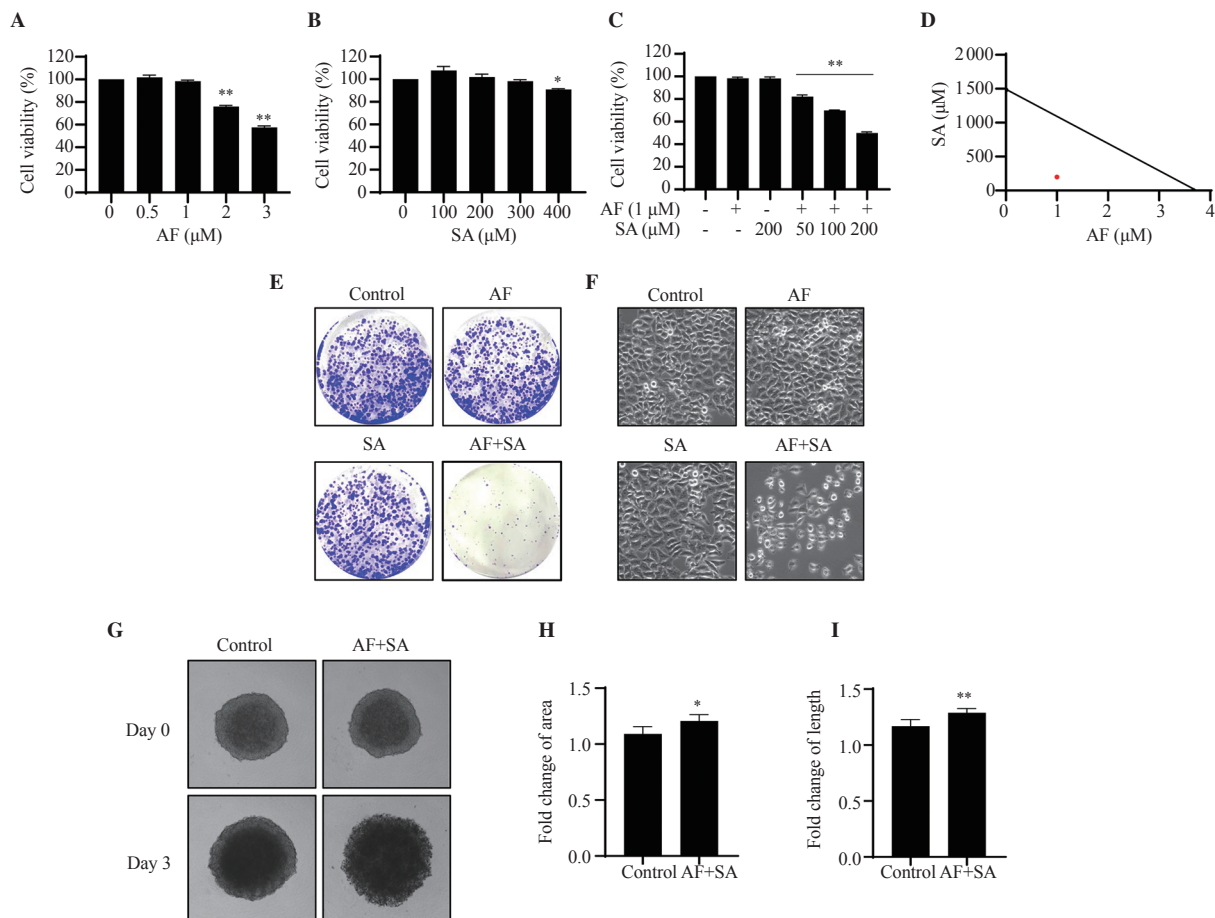 A
Cell viability (%)
120
100
80
60
40
20
0
**
**
0 0.5 1 2 3
AF (μM)
B
Cell viability (%)
120
100
80
60
40
20
0
*
0 100 200 300 400
SA (μM)
C
Cell viability (%)
120
100
80
60
40
20
0
**
AF (1 μM) - + - + + +
SA (μM) - - 200 50 100 200
D
SA (μM)
2 000
1500
1000
500
0
0 1 2 3 4
AF (μM)
E
Control AF
SA AF+SA
F
Control AF
SA AF+SA
G
Control AF+SA
Day 0
Day 3
H
Fold change of area
1.5
1.0
0.5
0.0
*
Control AF+SA
I
Fold change of length
1.5
1.0
0.5
0.0
**
Control AF+SA